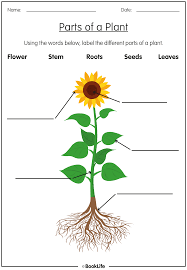 Name: Date:
Parts of a Plant
Using the words below, label the different parts of a plant.
Flower Stem Roots Seeds Leaves
©BookLife